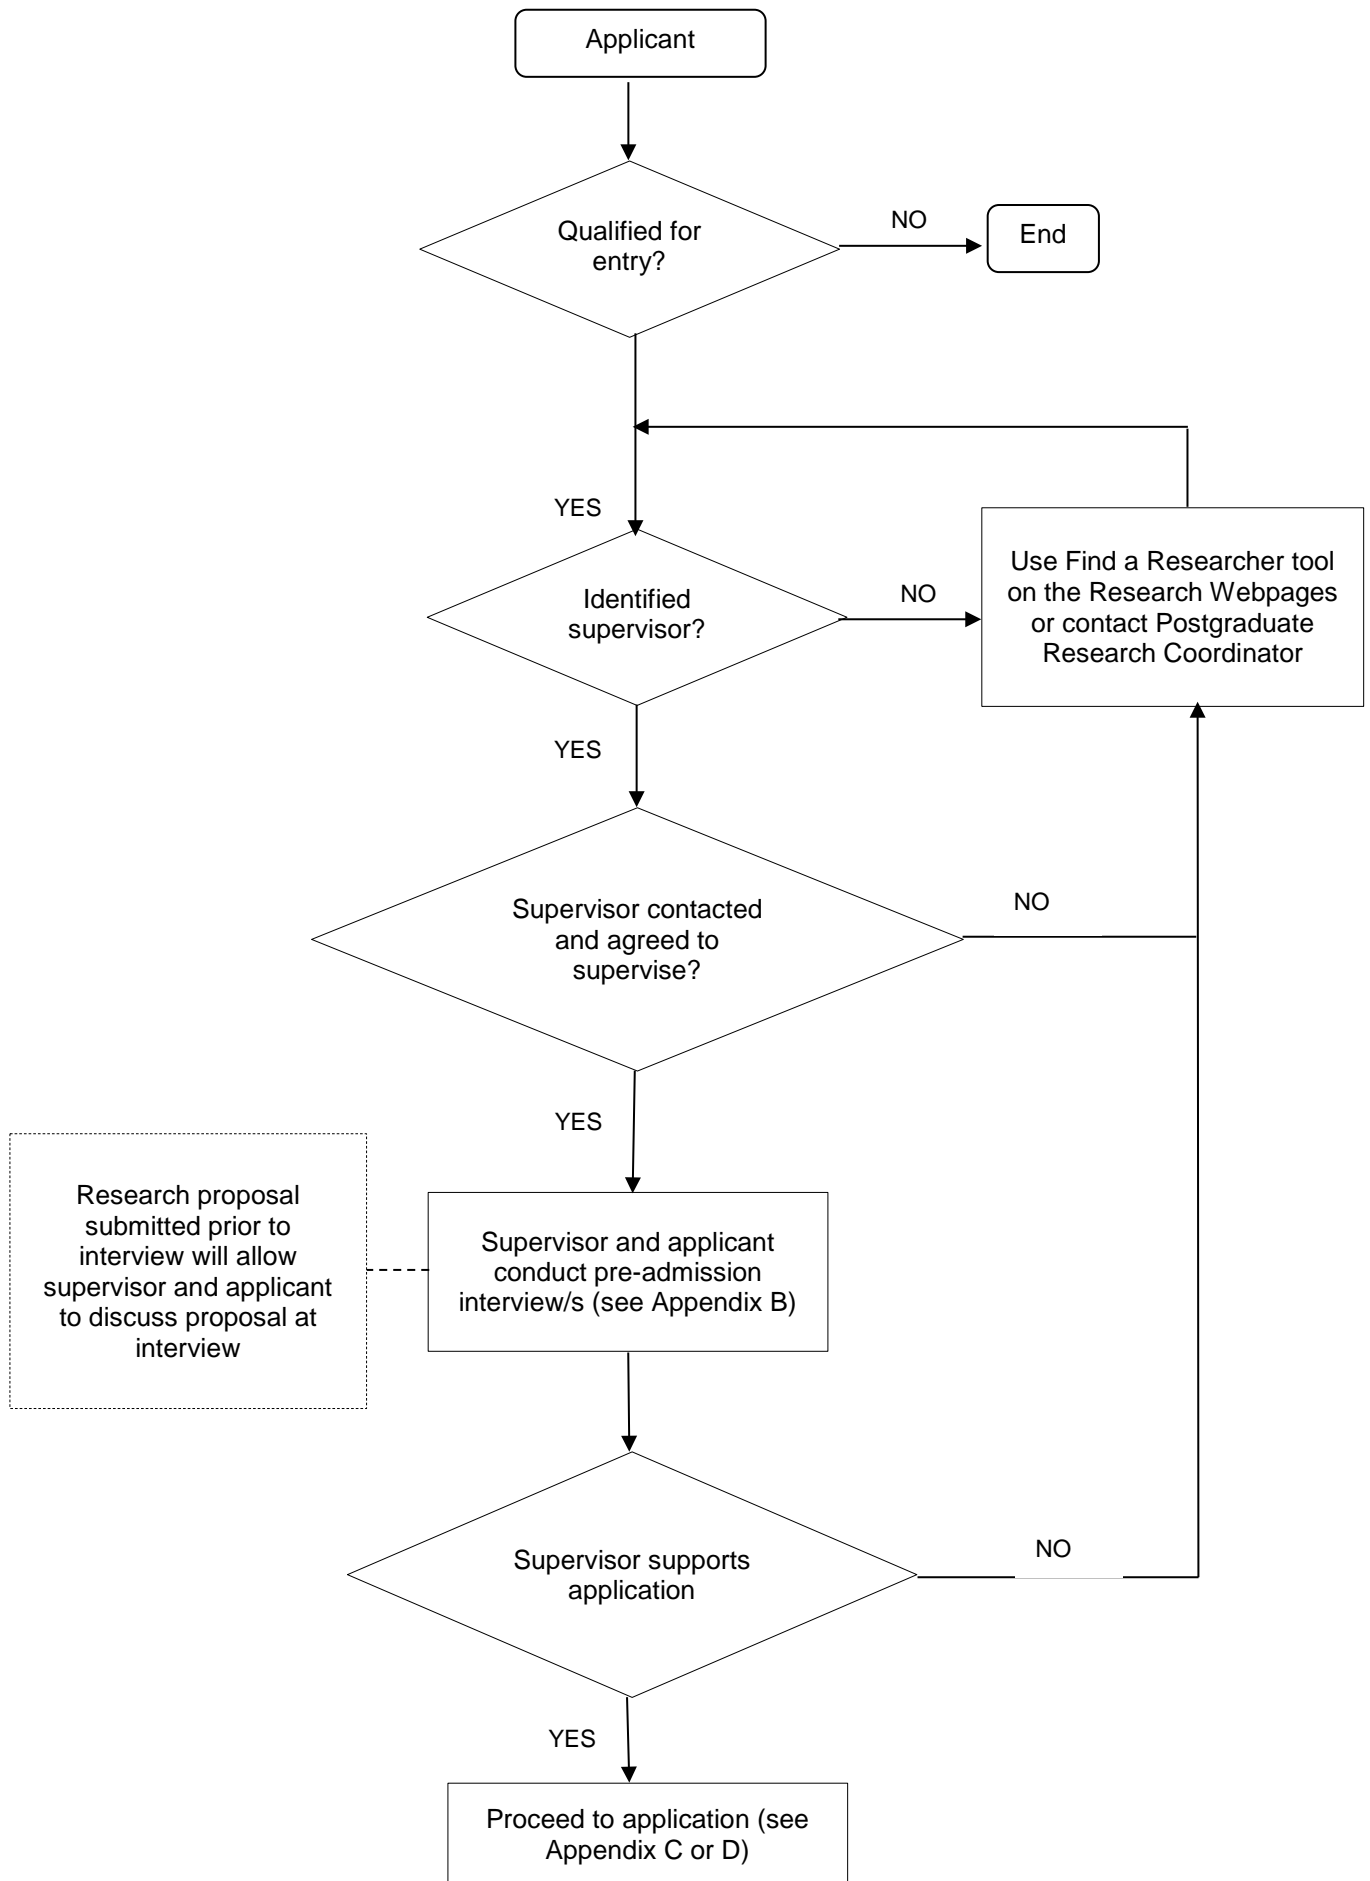 Applicant
Qualified for
entry?
NO
End
YES
Identified
supervisor?
NO
Use Find a Researcher tool
on the Research Webpages
or contact Postgraduate
Research Coordinator
YES
Supervisor contacted
and agreed to
supervise?
NO
YES
Research proposal
submitted prior to
interview will allow
supervisor and applicant
to discuss proposal at
interview
Supervisor and applicant
conduct pre-admission
interview/s (see Appendix B)
Supervisor supports
application
NO
YES
Proceed to application (see
Appendix C or D)